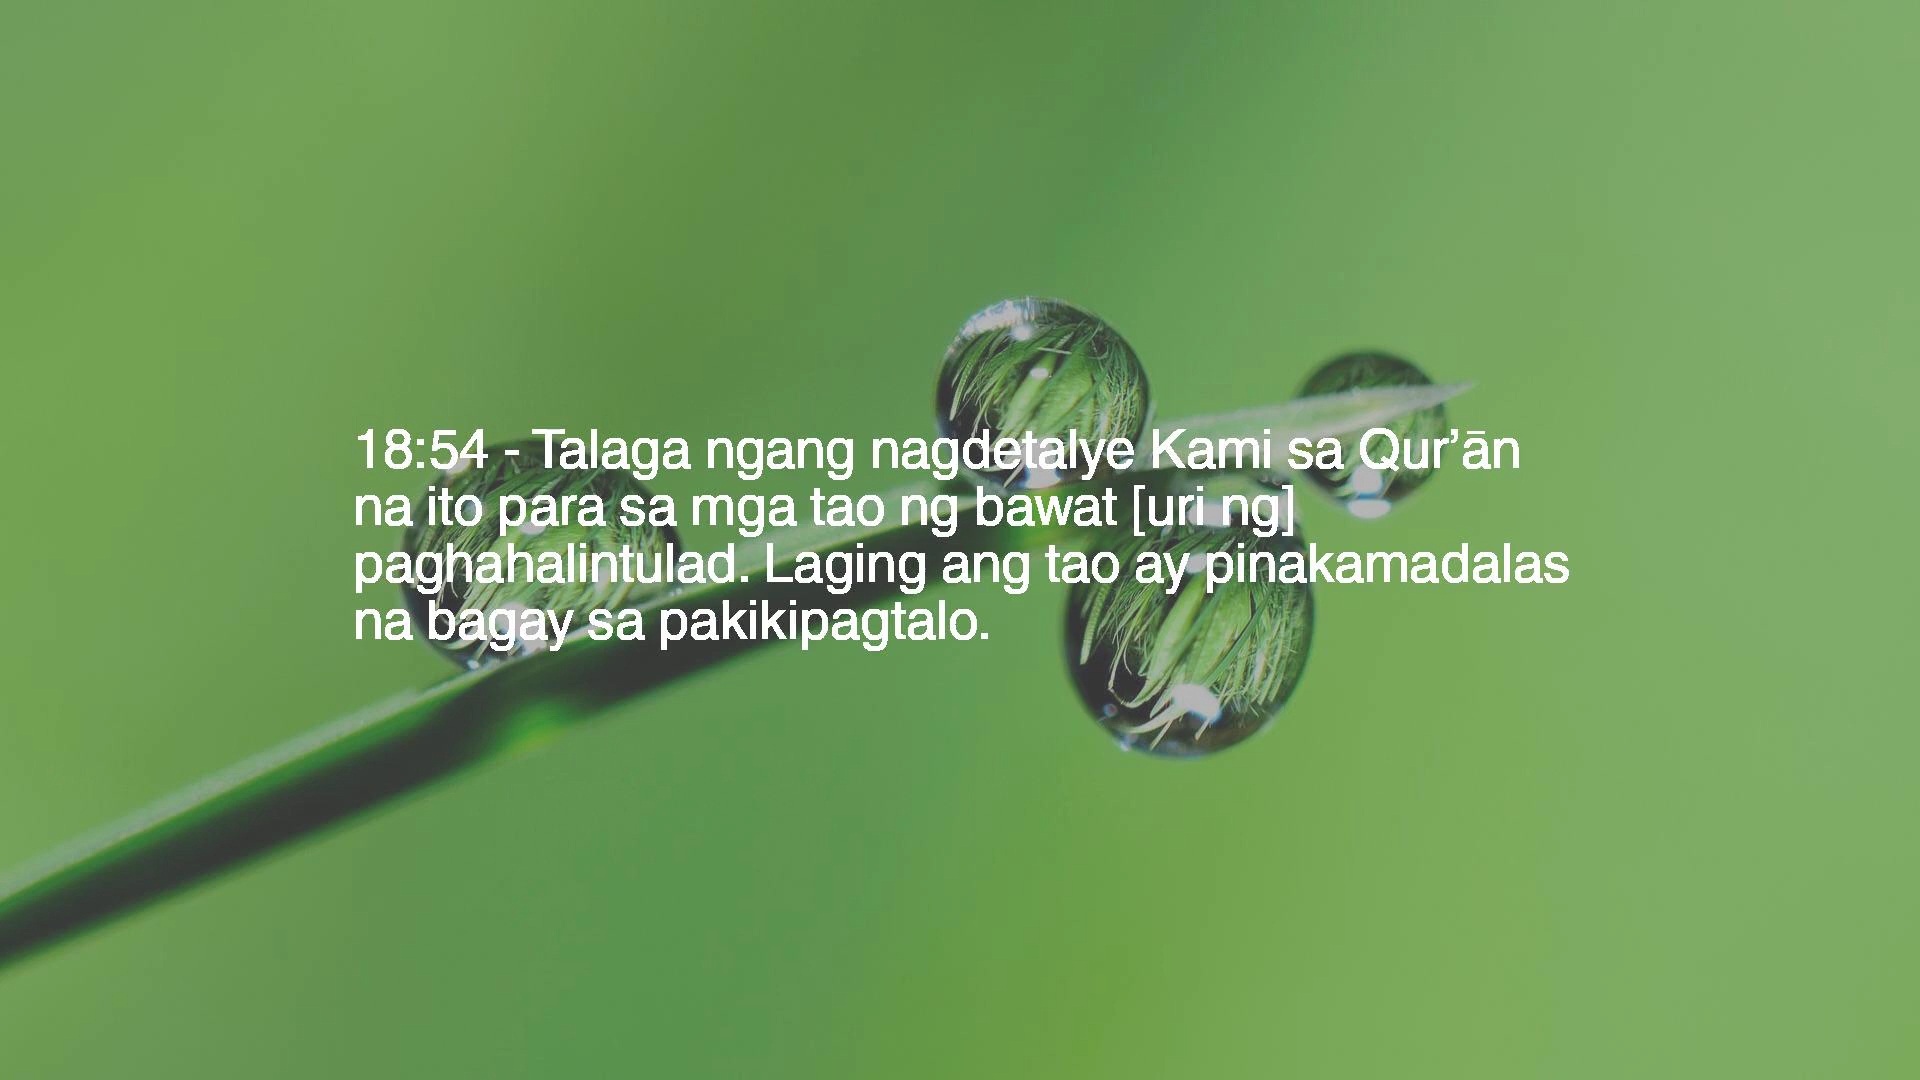 18:54 - Talaga ngang nagdetalye Kami sa Qur’ān
na ito para sa mga tao ng bawat [uri ng]
paghahalintulad. Laging ang tao ay pinakamadalas
na bagay sa pakikipagtalo.